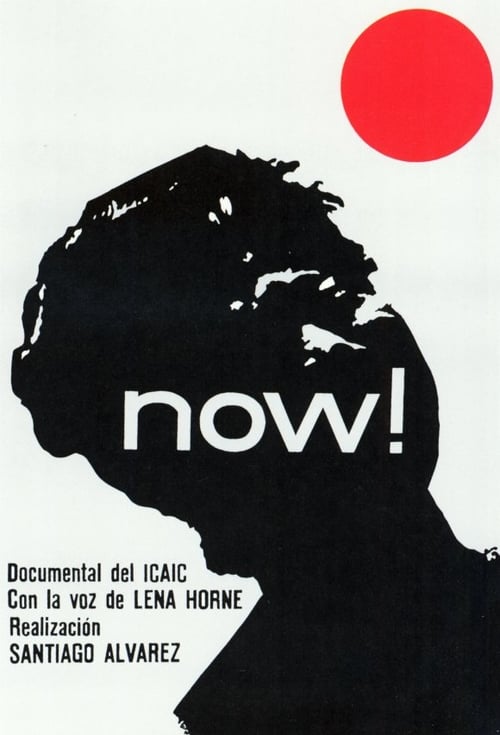 now!
Documental del ICAIC
Con la voz de LENA HORNE
Realización
SANTIAGO ALVAREZ